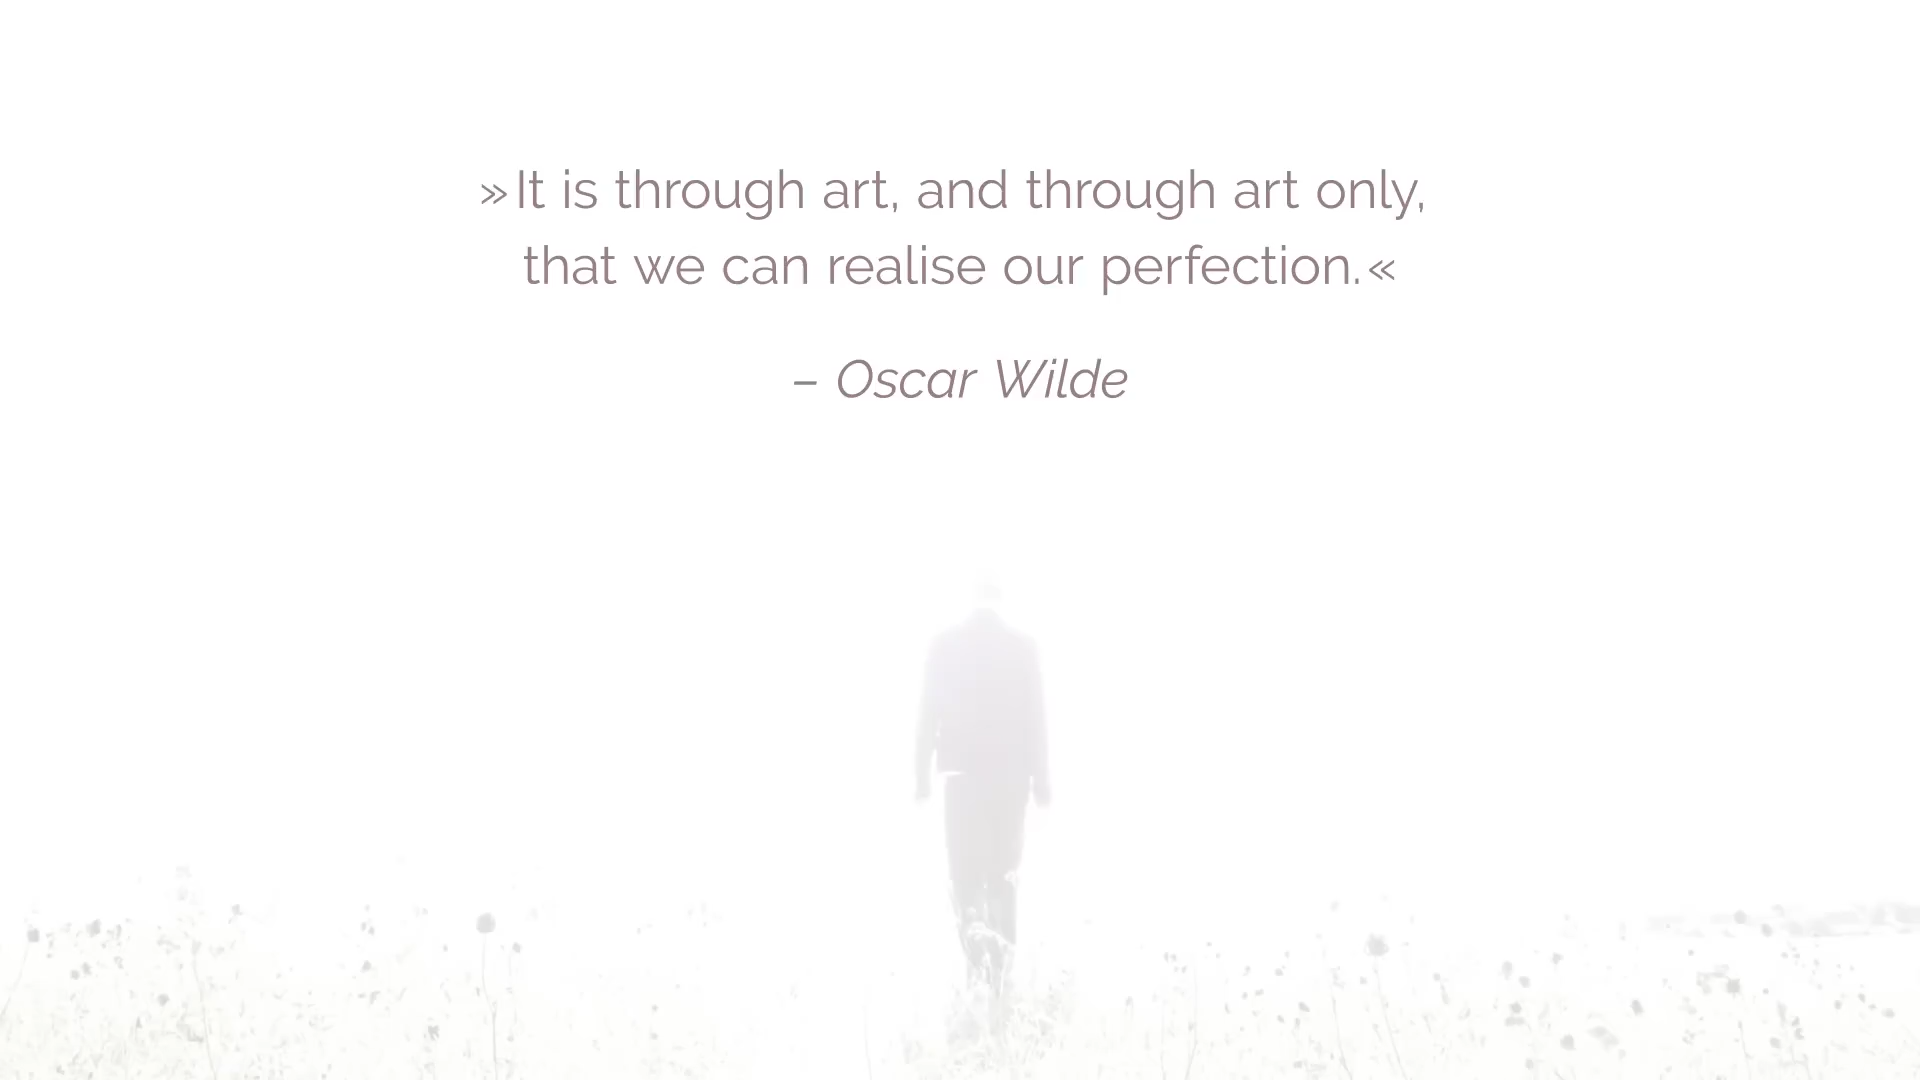 »It is through art, and through art only,
that we can realise our perfection.«
– Oscar Wilde